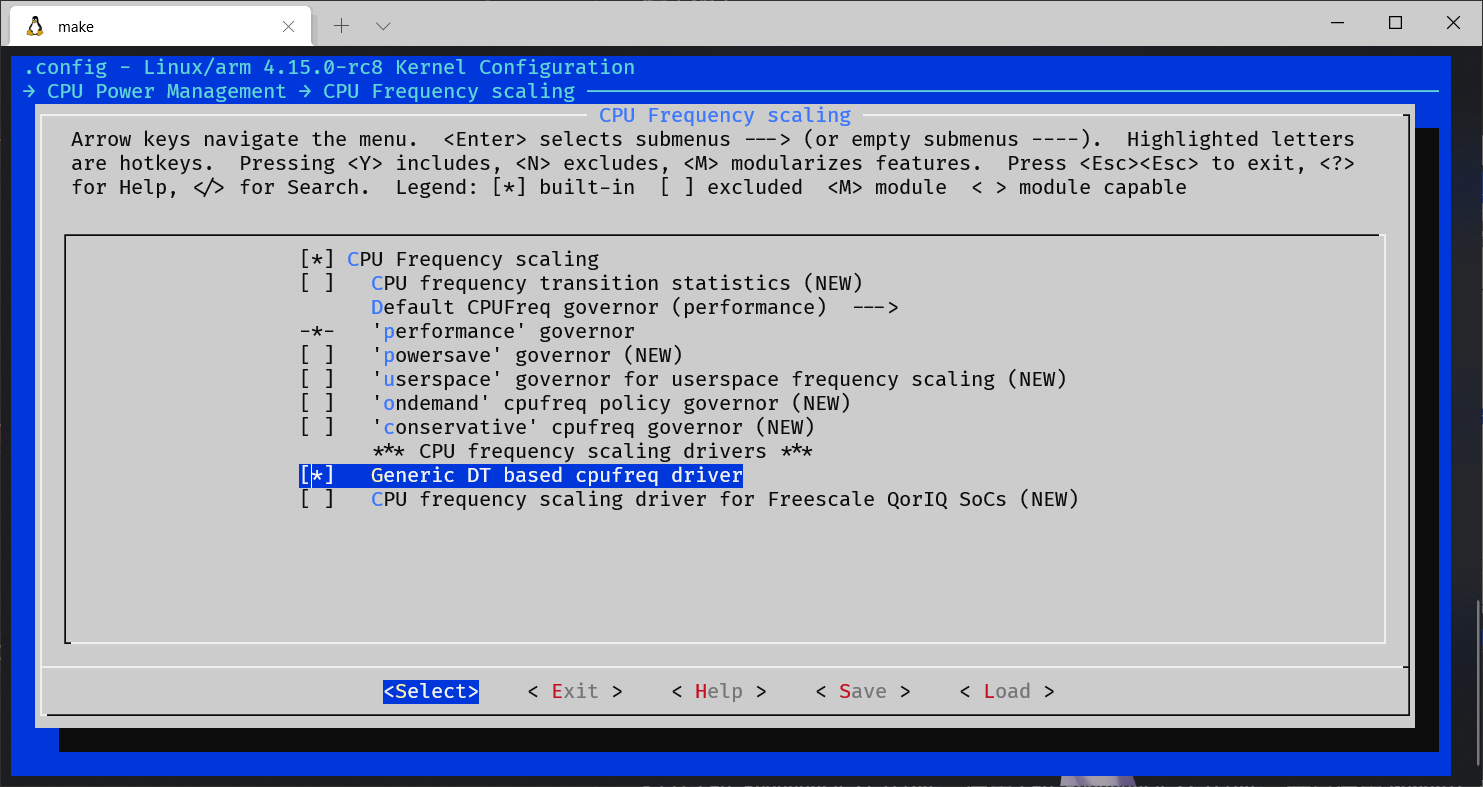 make
.config - Linux/arm 4.15.0-rc8 Kernel Configuration
→ CPU Power Management → CPU Frequency scaling
CPU Frequency scaling
Arrow keys navigate the menu.  <Enter> selects submenus ---> (or empty submenus ----).  Highlighted letters
are hotkeys.  Pressing <Y> includes, <N> excludes, <M> modularizes features.  Press <Esc><Esc> to exit, <?>
for Help, </> for Search.  Legend: [*] built-in  [ ] excluded  <M> module  < > module capable
[*] CPU Frequency scaling
[ ]   CPU frequency transition statistics (NEW)
Default CPUFreq governor (performance)  --->
-*-   'performance' governor
[ ]   'powersave' governor (NEW)
[ ]   'userspace' governor for userspace frequency scaling (NEW)
[ ]   'ondemand' cpufreq policy governor (NEW)
[ ]   'conservative' cpufreq governor (NEW)
*** CPU frequency scaling drivers ***
[*]   Generic DT based cpufreq driver
[ ]   CPU frequency scaling driver for Freescale QorIQ SoCs (NEW)
<Select>    < Exit >    < Help >    < Save >    < Load >